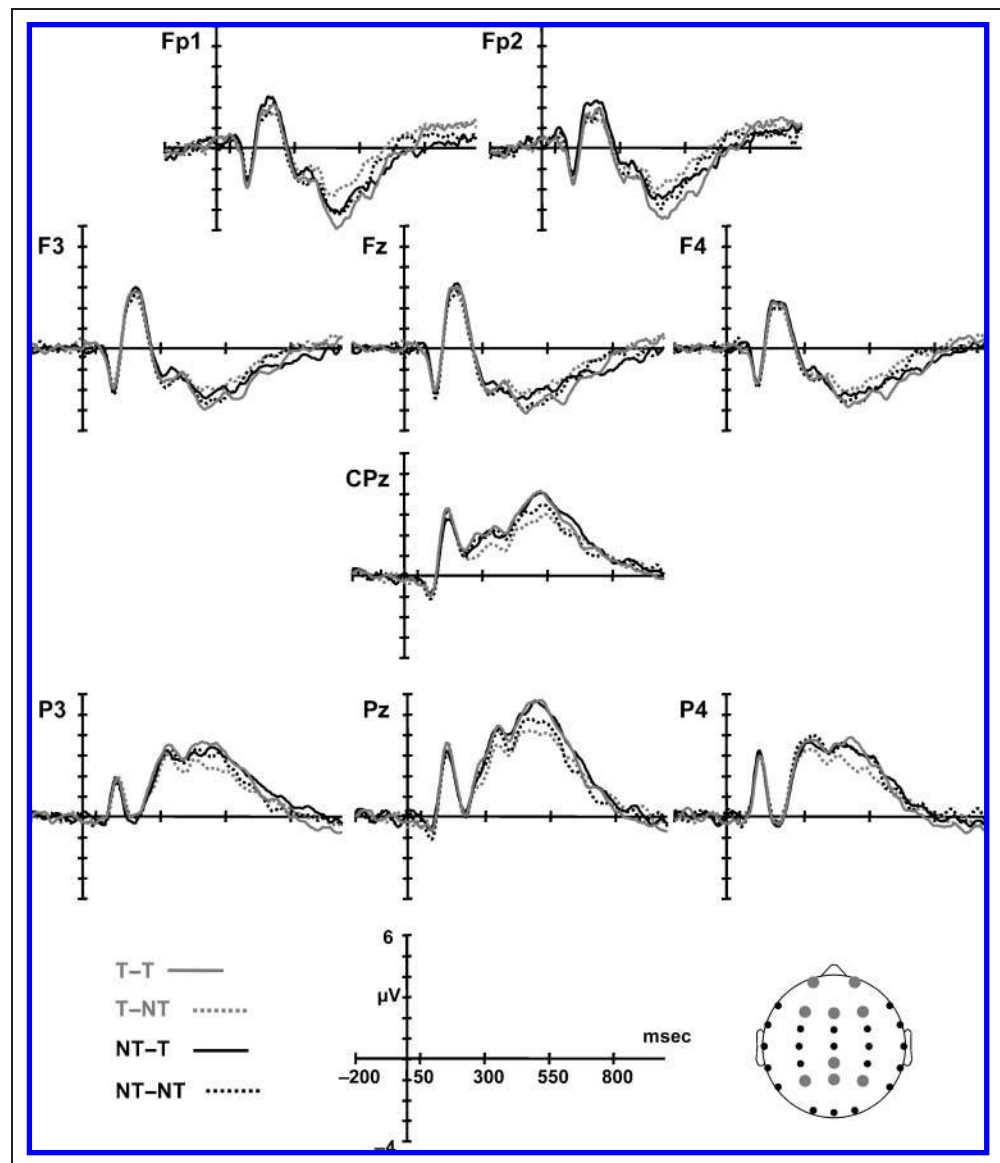 Fp1
Fp2
F3
Fz
F4
CPz
P3
Pz
P4
T–T
T–NT
NT–T
NT–NT
6
µV
msec
–200
50
300
550
800
–4